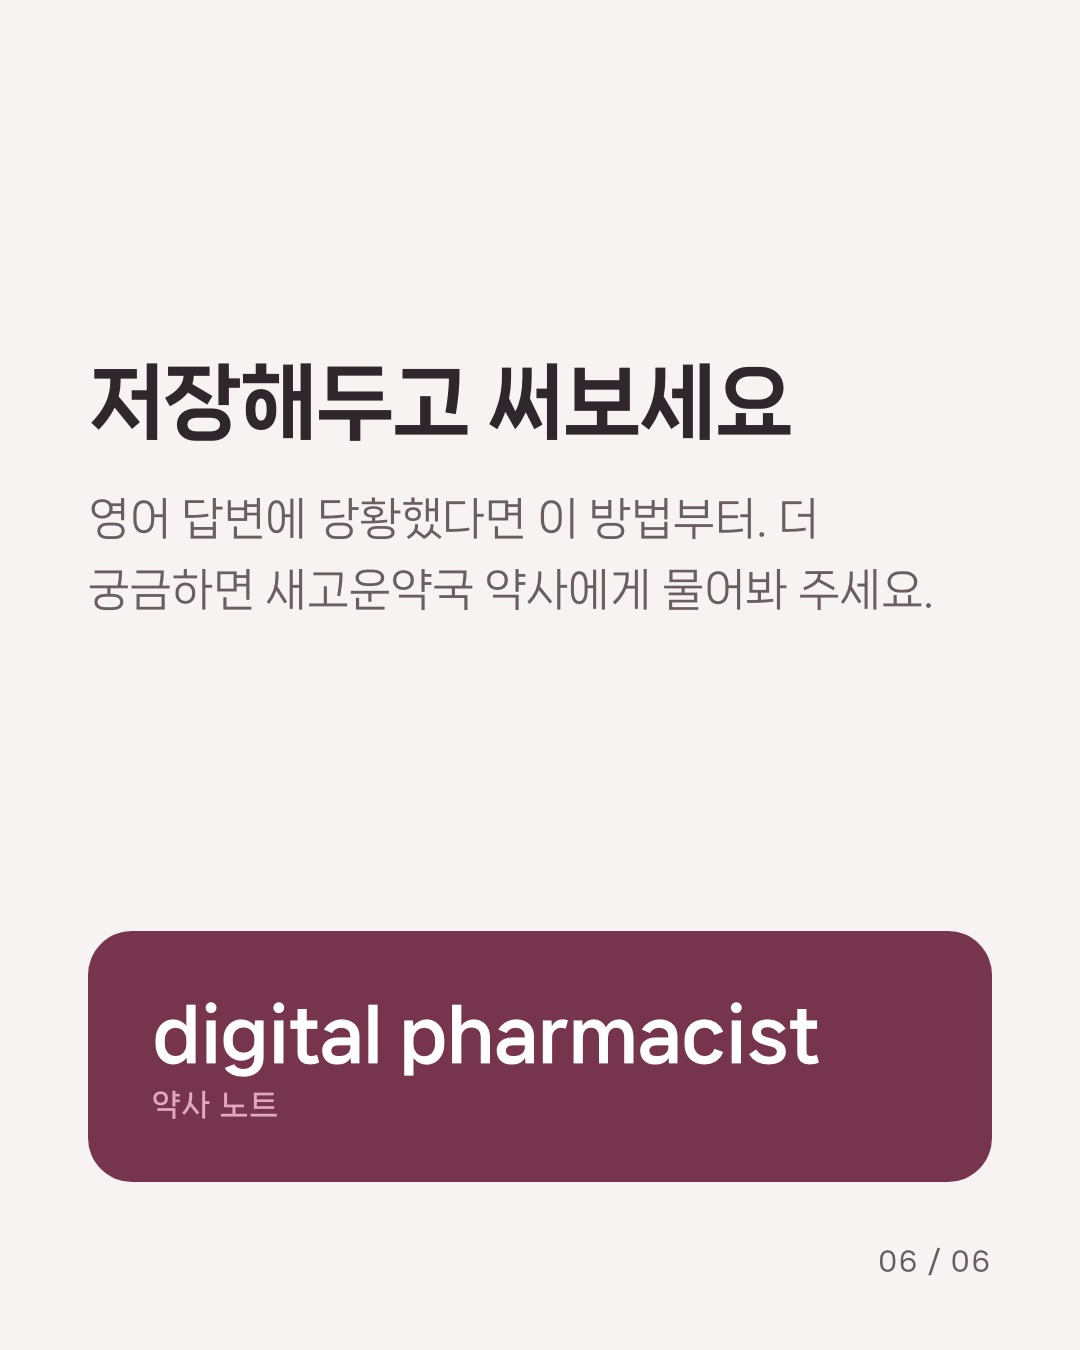 저장해두고 써보세요
영어 답변에 당황했다면 이 방법부터. 더
궁금하면 새고운약국 약사에게 물어봐 주세요.
digital pharmacist
약사 노트
06 / 06